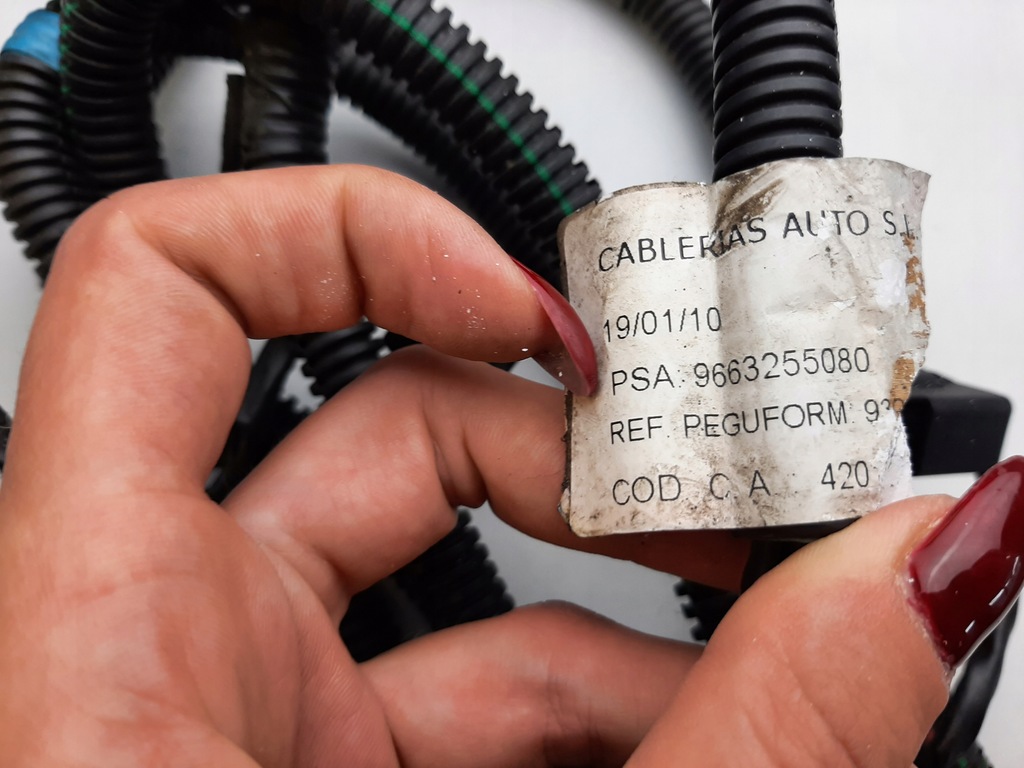 CABLERIAS AUTO S.L
19/01/10
PSA: 9663255080
REF. PEGUFORM: 
COD C A 420